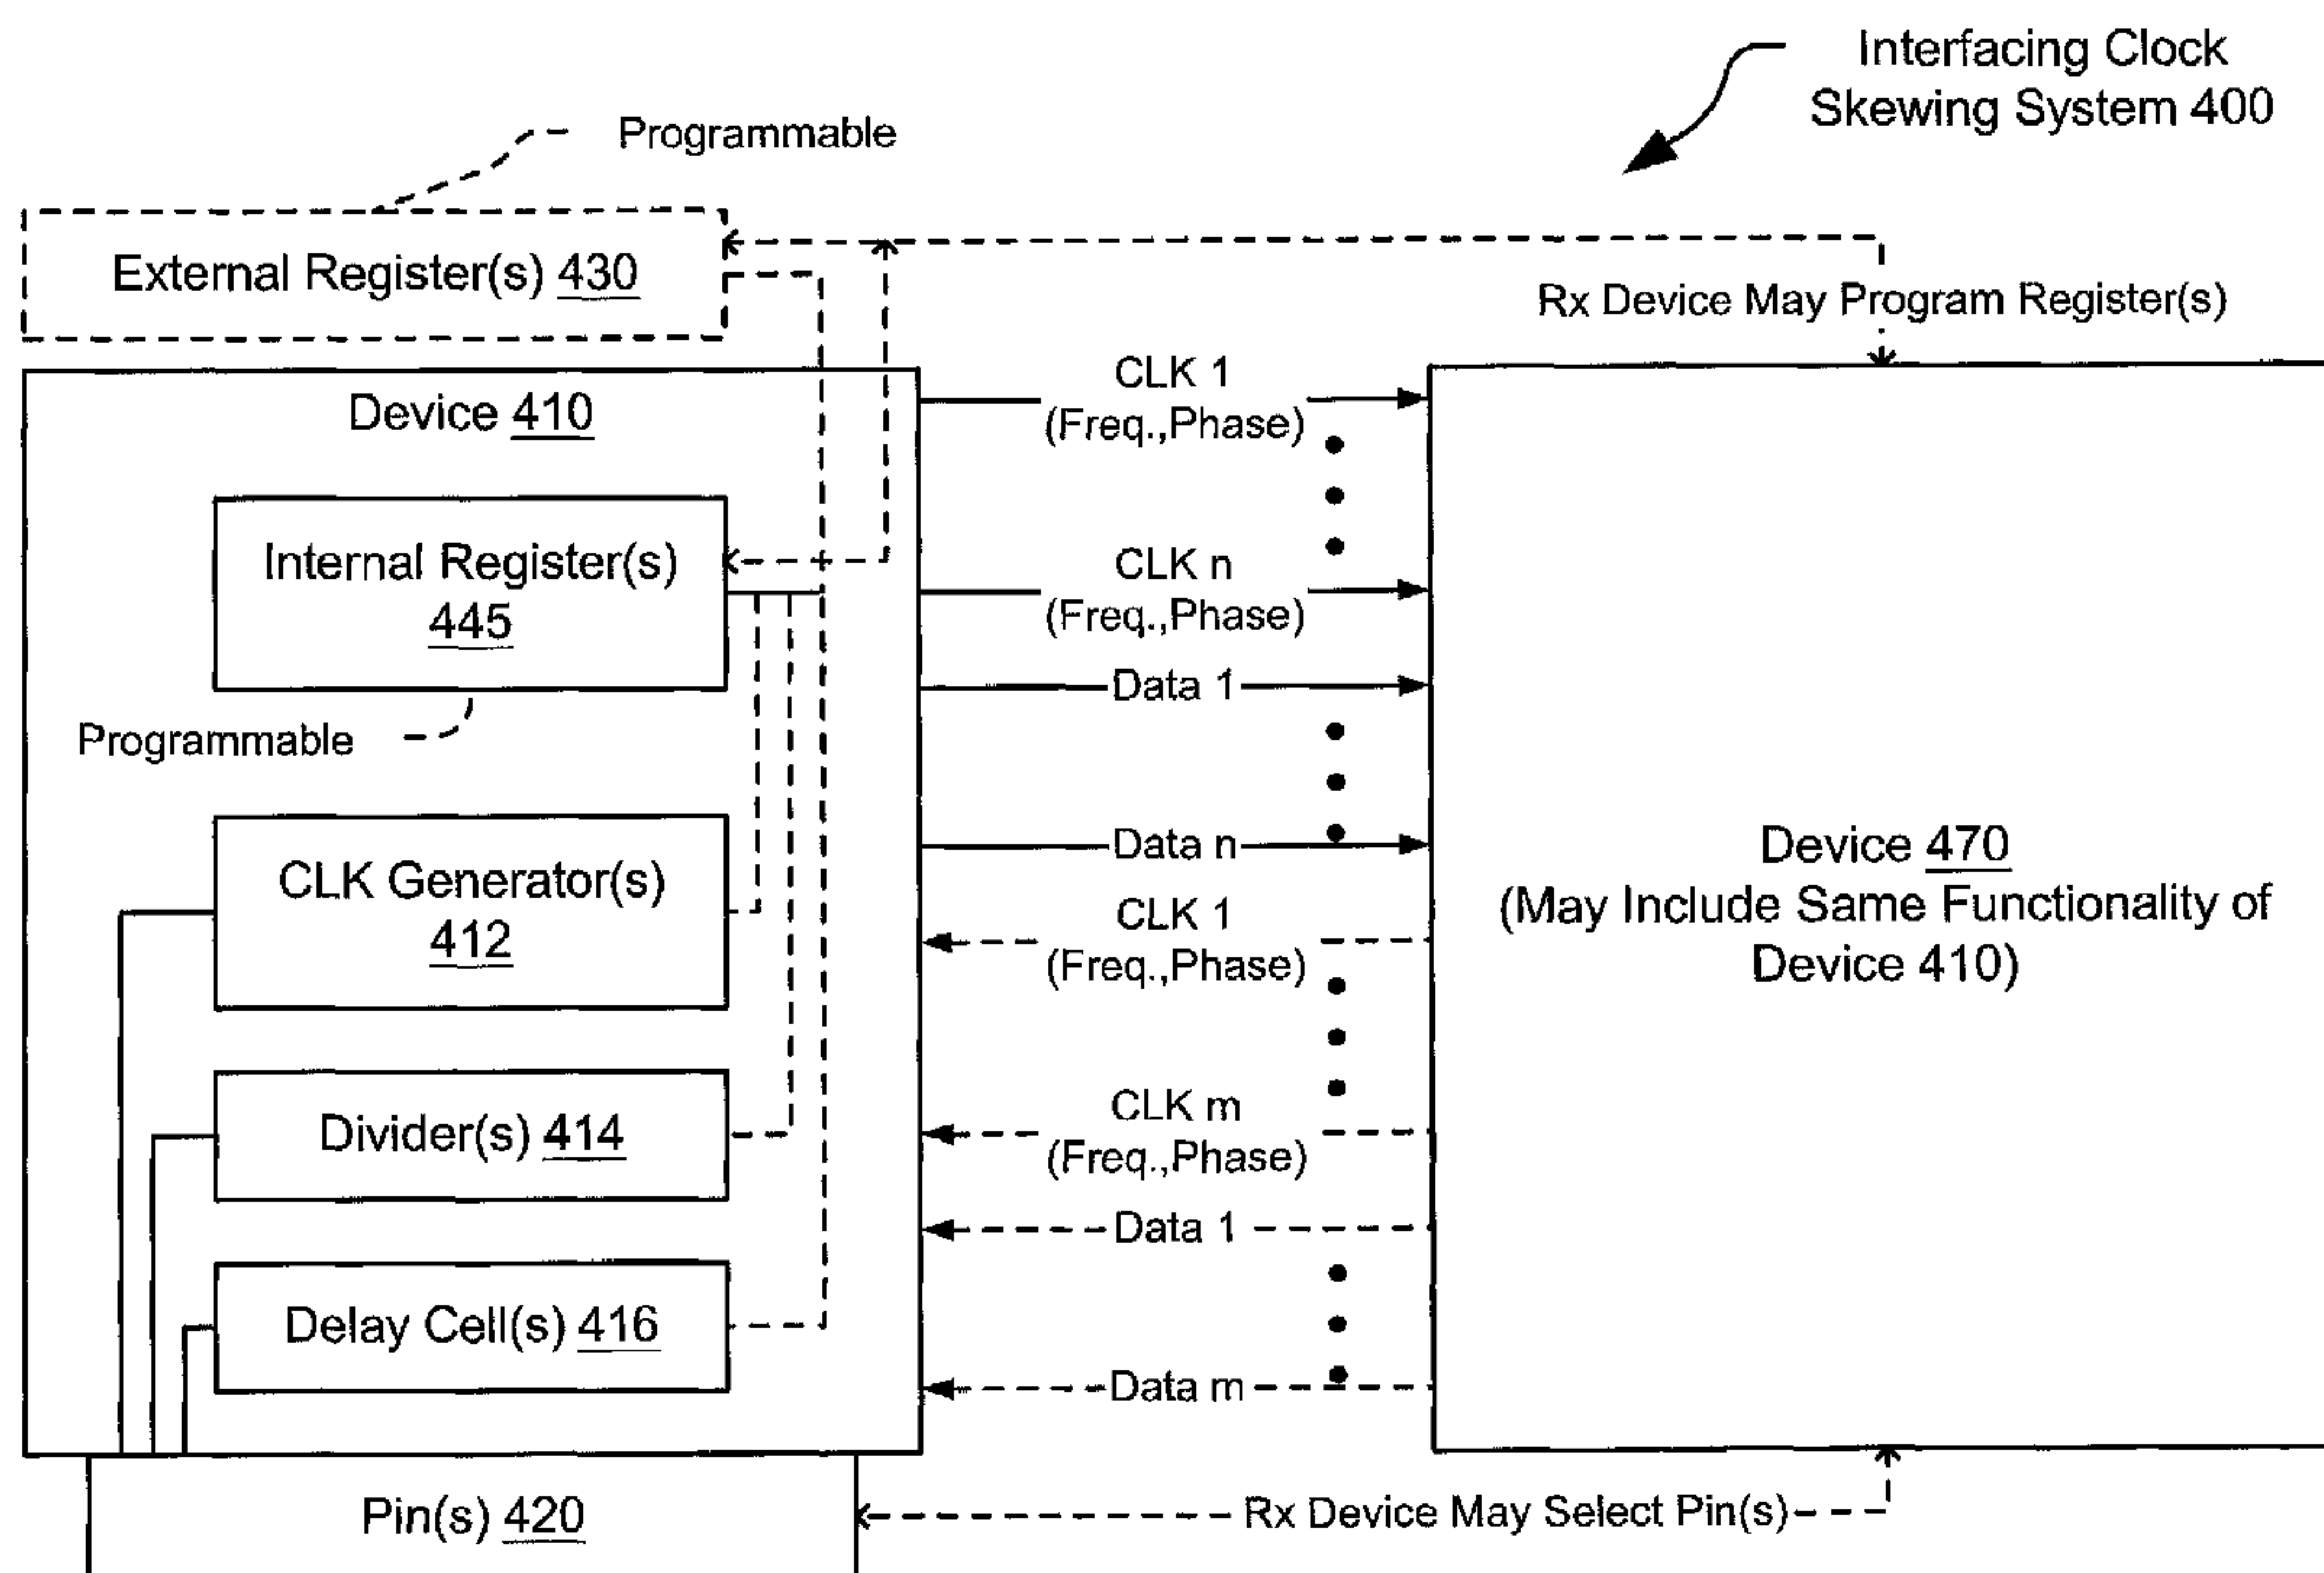 Interfacing Clock
Skewing System 400
Programmable
External Register(s) 430
Rx Device May Program Register(s)
Device 410
Internal Register(s)
445
Programmable
CLK Generator(s)
412
Divider(s) 414
Delay Cell(s) 416
Pin(s) 420
CLK 1
(Freq.,Phase)
CLK n
(Freq.,Phase)
Data 1
Data n
CLK 1
(Freq.,Phase)
CLK m
(Freq.,Phase)
Data 1
Data m
Device 470
(May Include Same Functionality of
Device 410)
Rx Device May Select Pin(s)